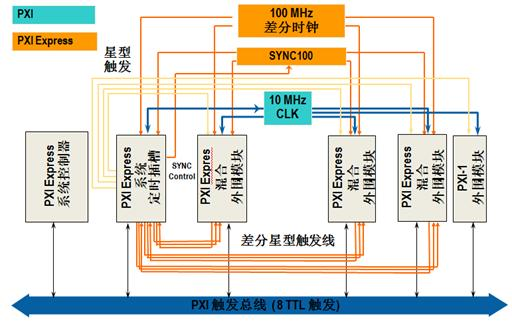 PXI
100 MHz
差分时钟
PXI Express
星型
触发
SYNC100
10 MHz
CLK
PXI Express
系统控制器
PXI Express
系统
定时插槽
SYNC
Control
PXI Expres
混合
外围模块
PXI Express
混合
外围模块
PXI Express
混合
外围模块
PXI-1
外围模块
差分星型触发线
PXI 触发总线 (8 TTL 触发)